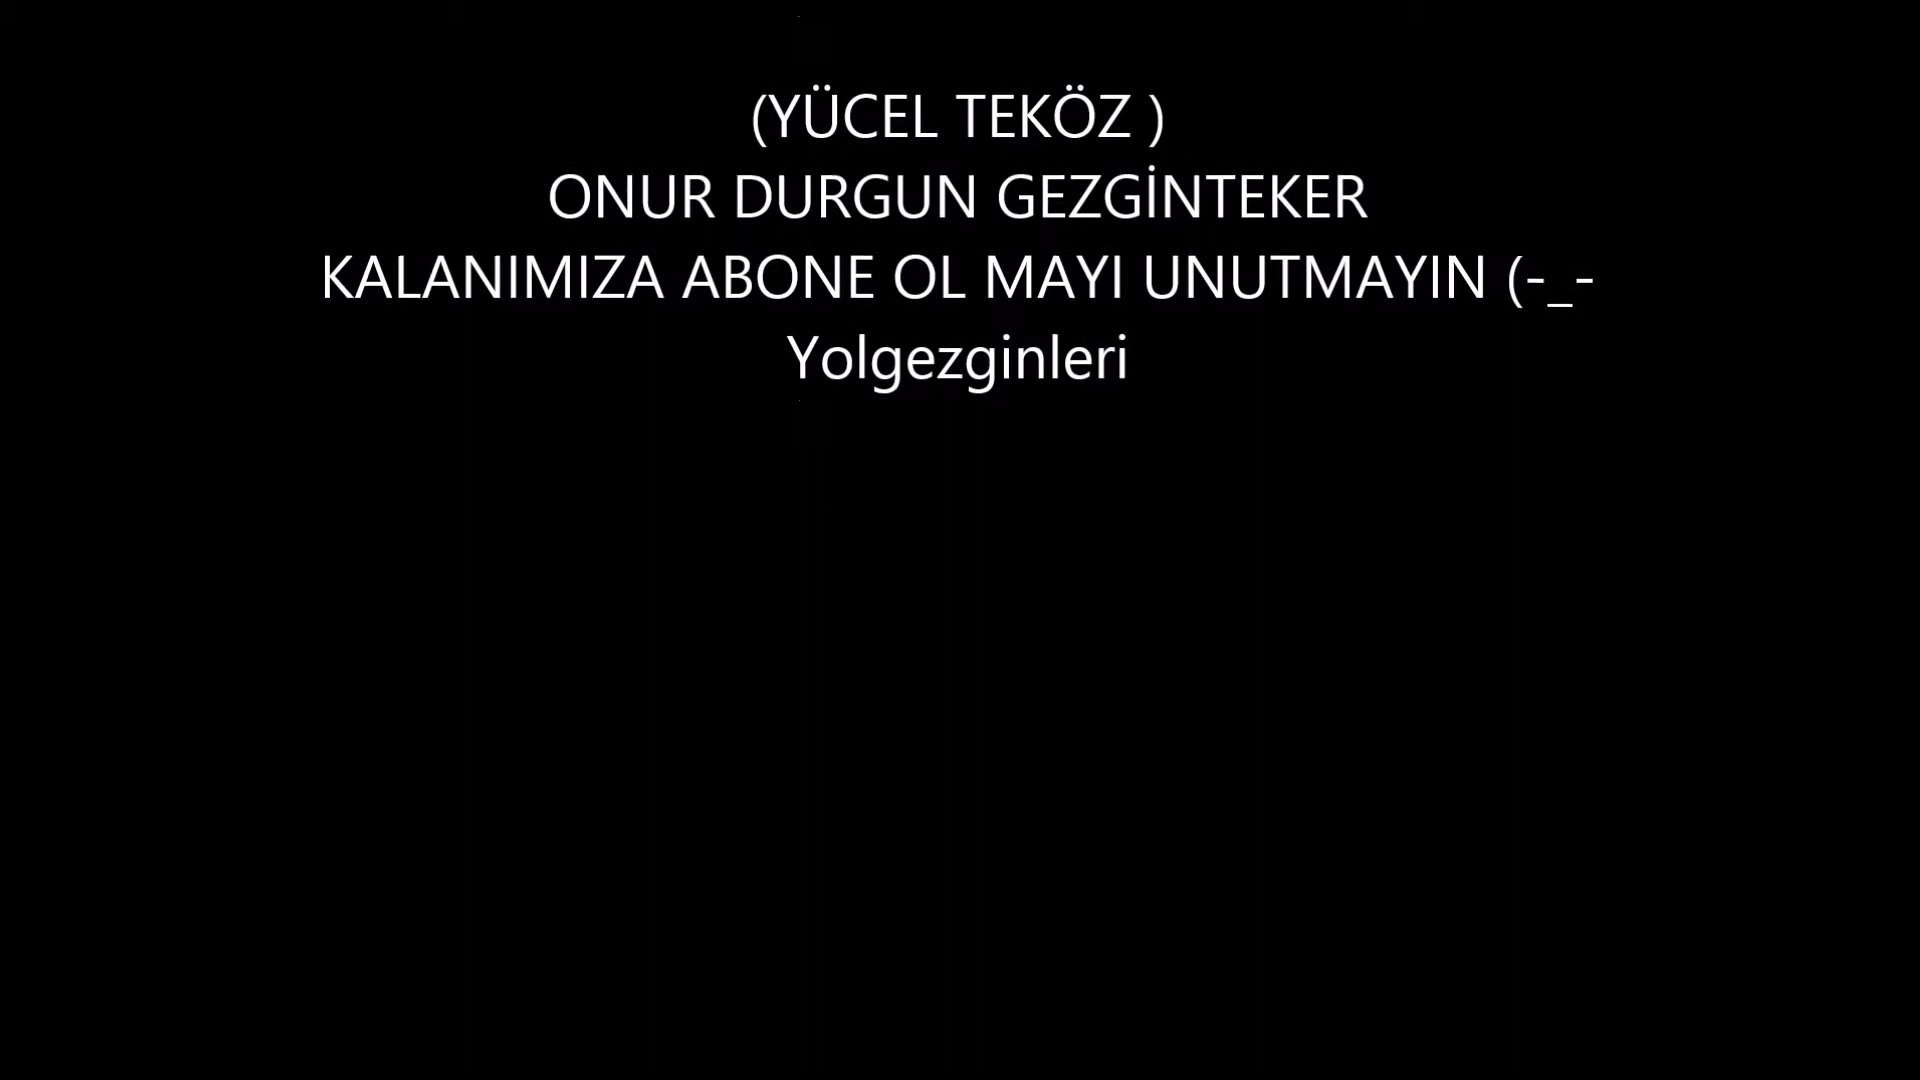 (YÜCEL TEKÖZ )
ONUR DURGUN GEZGİNTEKER
KALANIMIZA ABONE OL MAYI UNUTMAYIN (-_-
Yolgezginleri